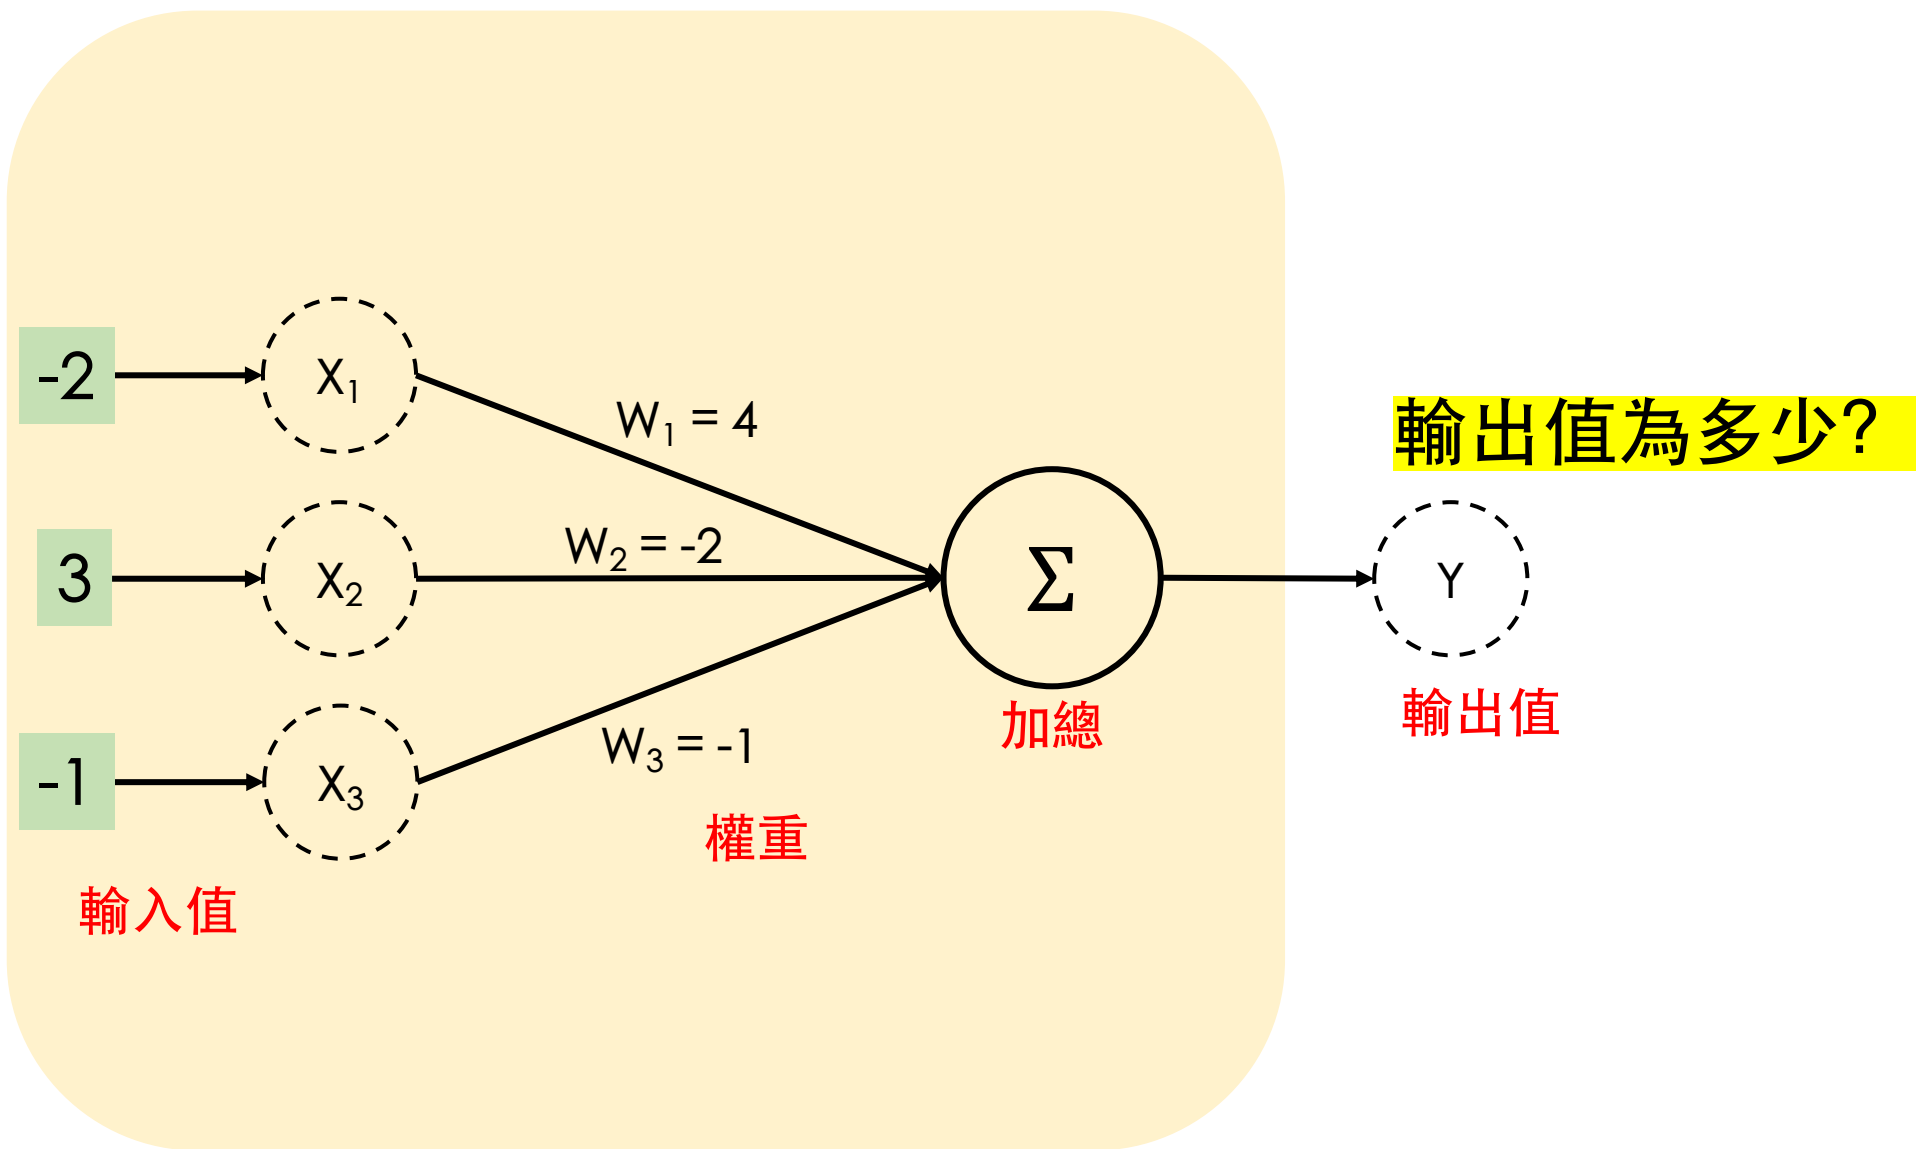 -2
X₁
W₁ = 4
輸出值為多少?
3
X₂
W₂ = -2
Σ
Y
加總
輸出值
-1
X₃
W₃ = -1
權重
輸入值